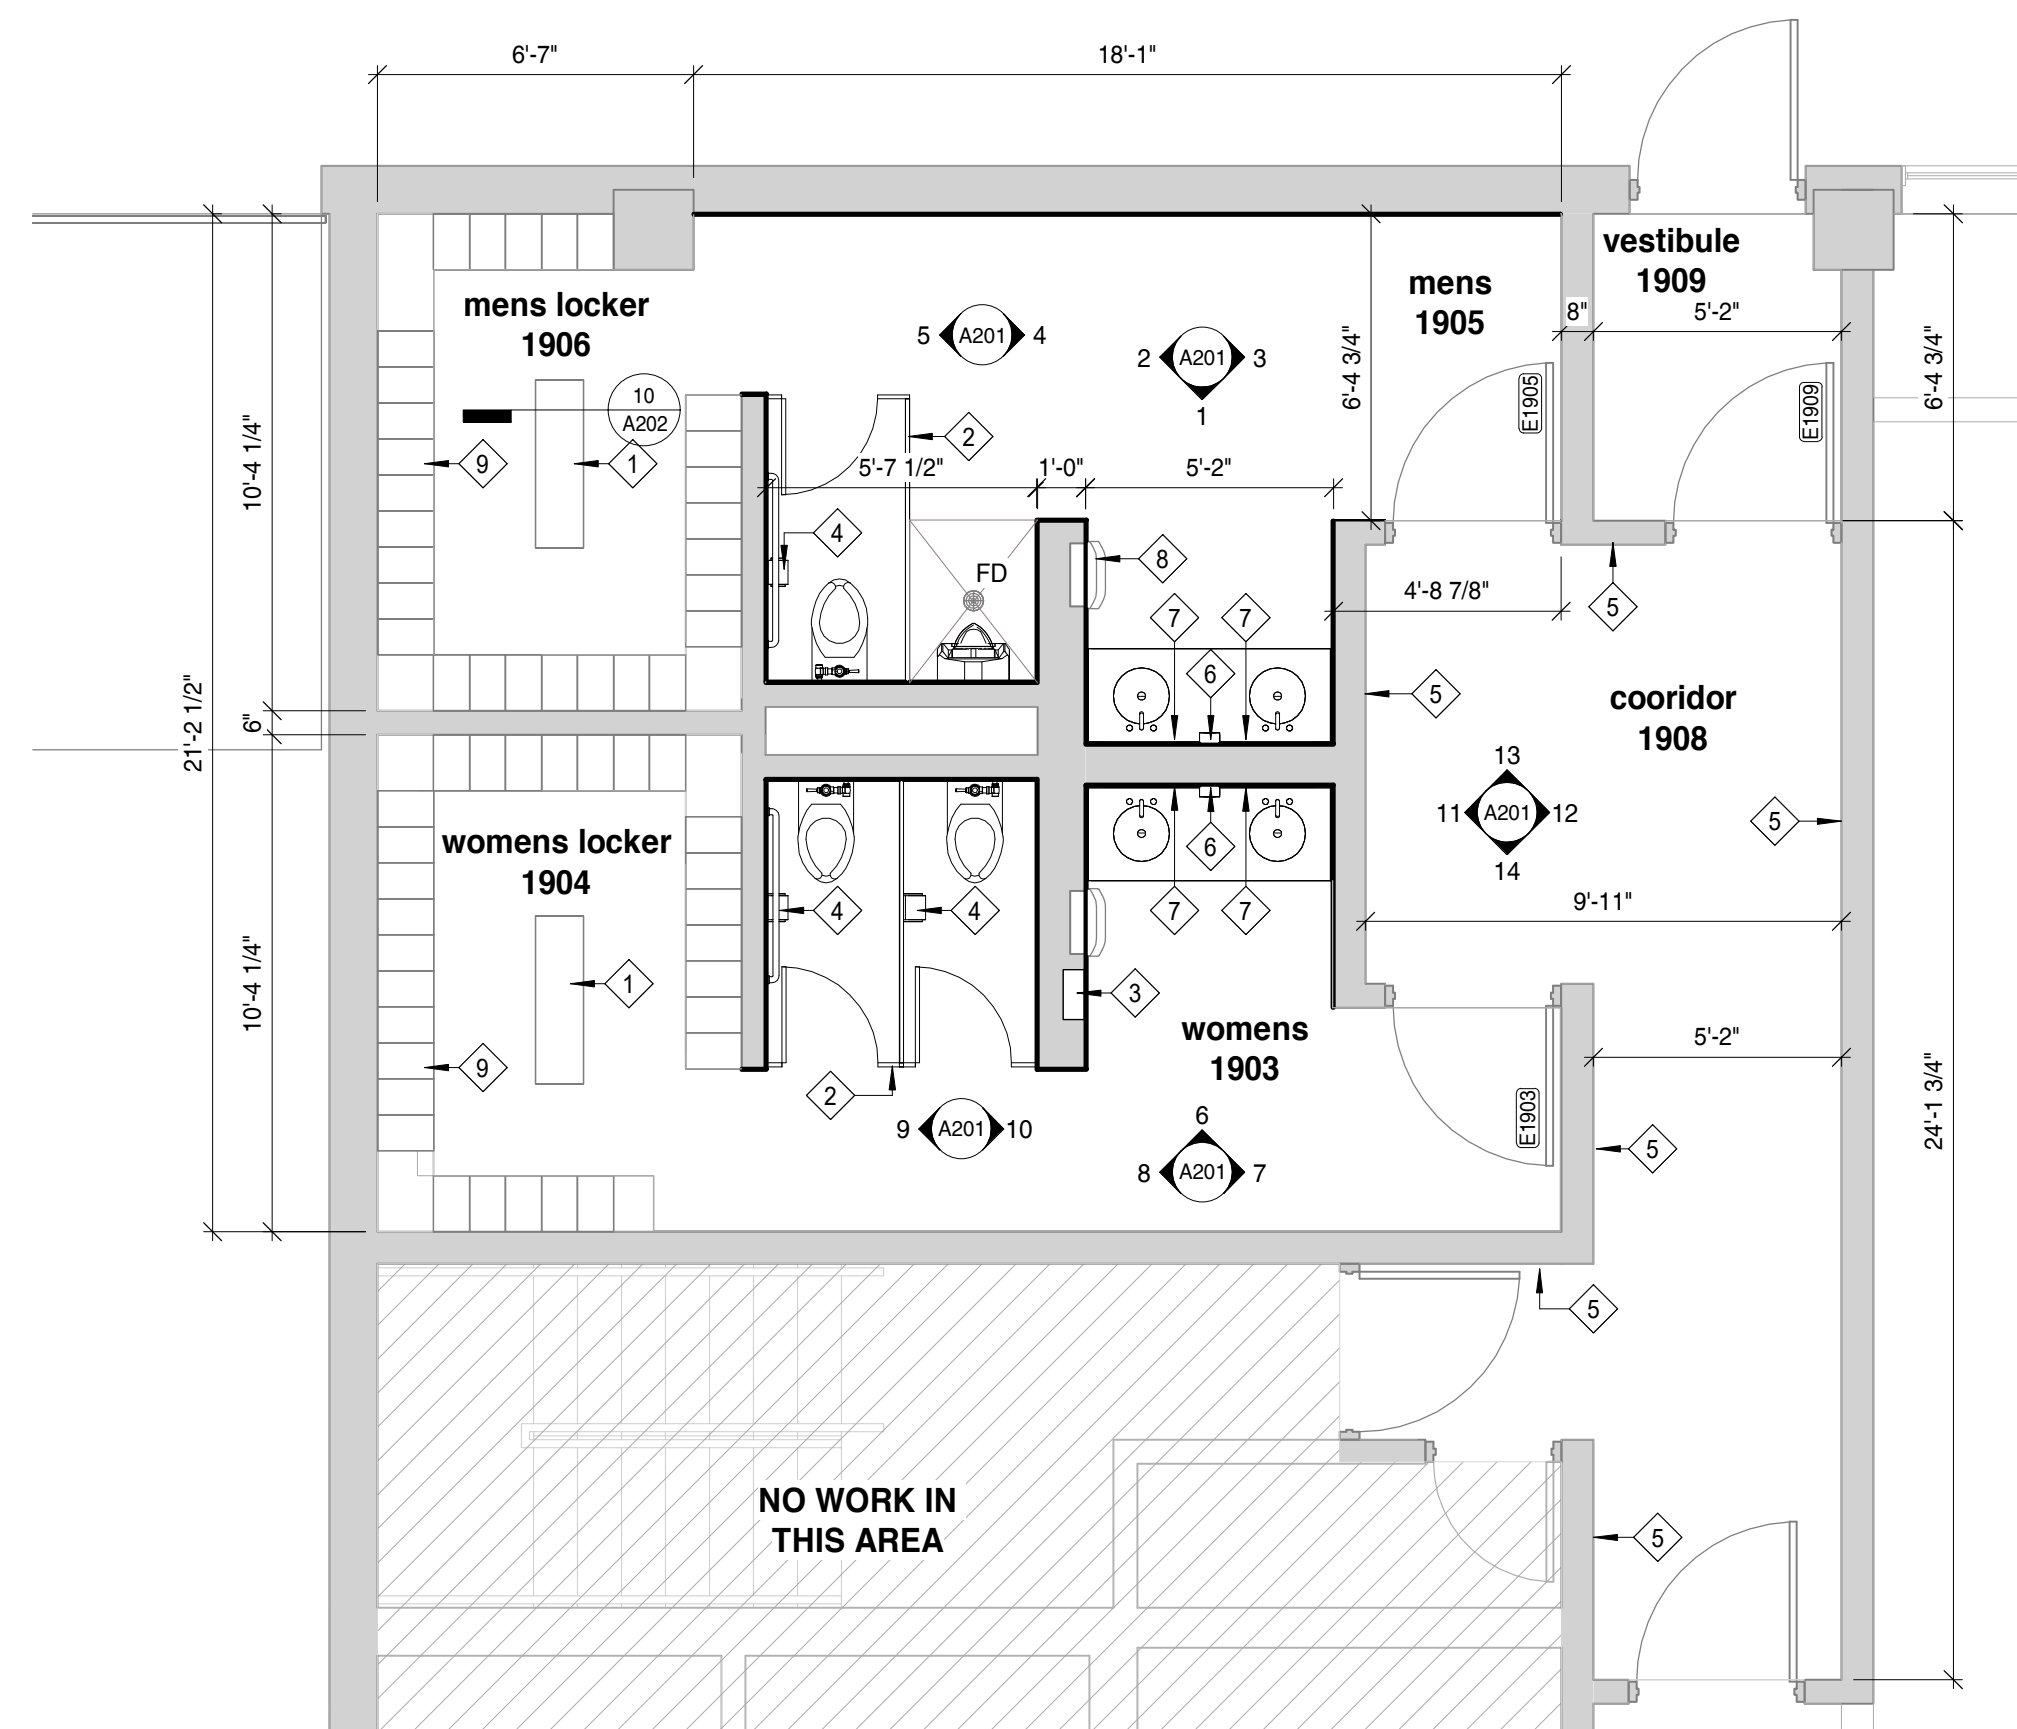 6'-7"
18'-1"
vestibule
1909
mens
1905
mens locker
1906
8"
5'-2"
5 A201 4
2 A201 3
1
6'-4 3/4"
6'-4 3/4"
E1905
E1909
10
A202
2
9
1
10'-4 1/4"
5'-7 1/2"
1'-0"
5'-2"
4
8
FD
4'-8 7/8"
5
7
7
6
5
cooridor
1908
21'-2 1/2"
6"
13
11 A201 12
14
5
womens locker
1904
6
4
4
7
7
9'-11"
10'-4 1/4"
1
3
womens
1903
5'-2"
9
2
24'-1 3/4"
E1903
9 A201 10
6
8 A201 7
5
5
NO WORK IN
THIS AREA
5